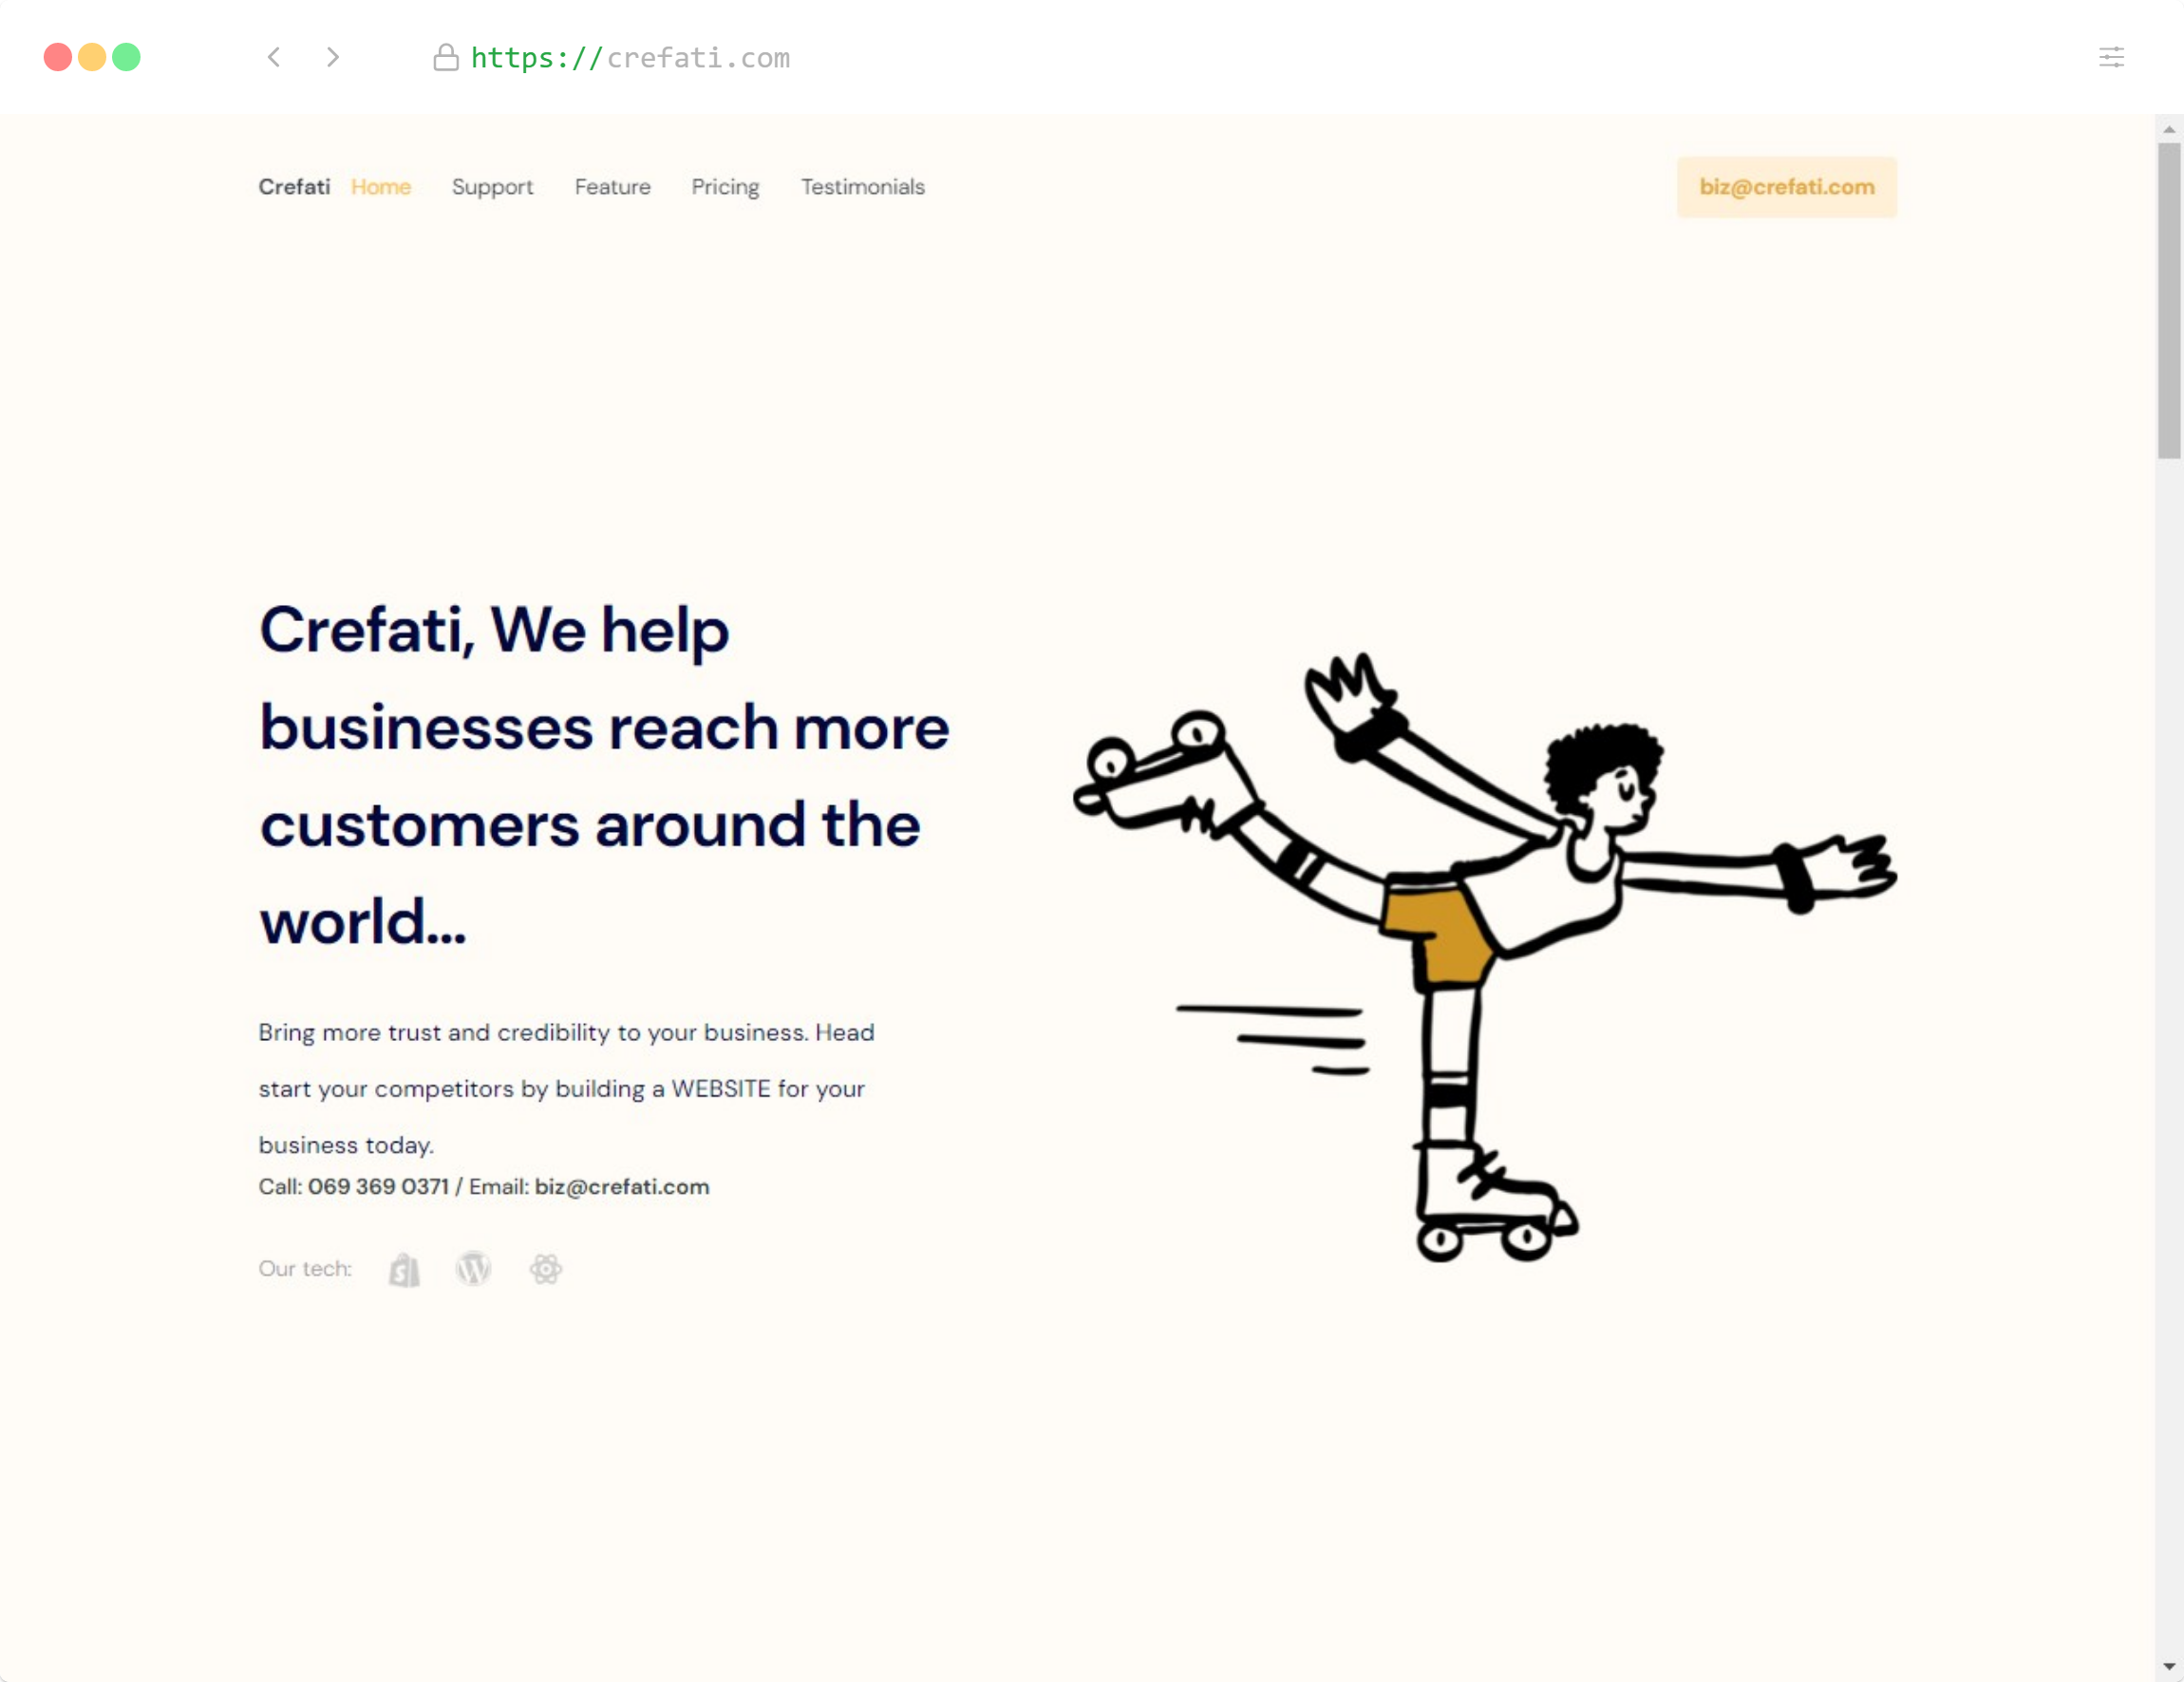 https://crefati.com
Crefati Home Support Feature Pricing Testimonials biz@crefati.com
Crefati, We help
businesses reach more
customers around the
world...
Bring more trust and credibility to your business. Head
start your competitors by building a WEBSITE for your
business today.
Call: 069 369 0371 / Email: biz@crefati.com
Our tech: